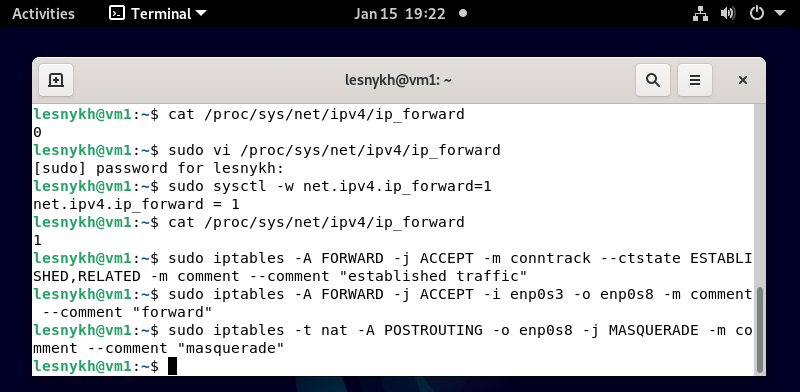 Activities Terminal Jan 15 19:22
lesnykh@vm1: ~
lesnykh@vm1:~$ cat /proc/sys/net/ipv4/ip_forward
0
lesnykh@vm1:~$ sudo vi /proc/sys/net/ipv4/ip_forward
[sudo] password for lesnykh:
lesnykh@vm1:~$ sudo sysctl -w net.ipv4.ip_forward=1
net.ipv4.ip_forward = 1
lesnykh@vm1:~$ cat /proc/sys/net/ipv4/ip_forward
1
lesnykh@vm1:~$ sudo iptables -A FORWARD -j ACCEPT -m conntrack --ctstate ESTABLI
SHED,RELATED -m comment --comment "established traffic"
lesnykh@vm1:~$ sudo iptables -A FORWARD -j ACCEPT -i enp0s3 -o enp0s8 -m comment
 --comment "forward"
lesnykh@vm1:~$ sudo iptables -t nat -A POSTROUTING -o enp0s8 -j MASQUERADE -m co
mment --comment "masquerade"
lesnykh@vm1:~$